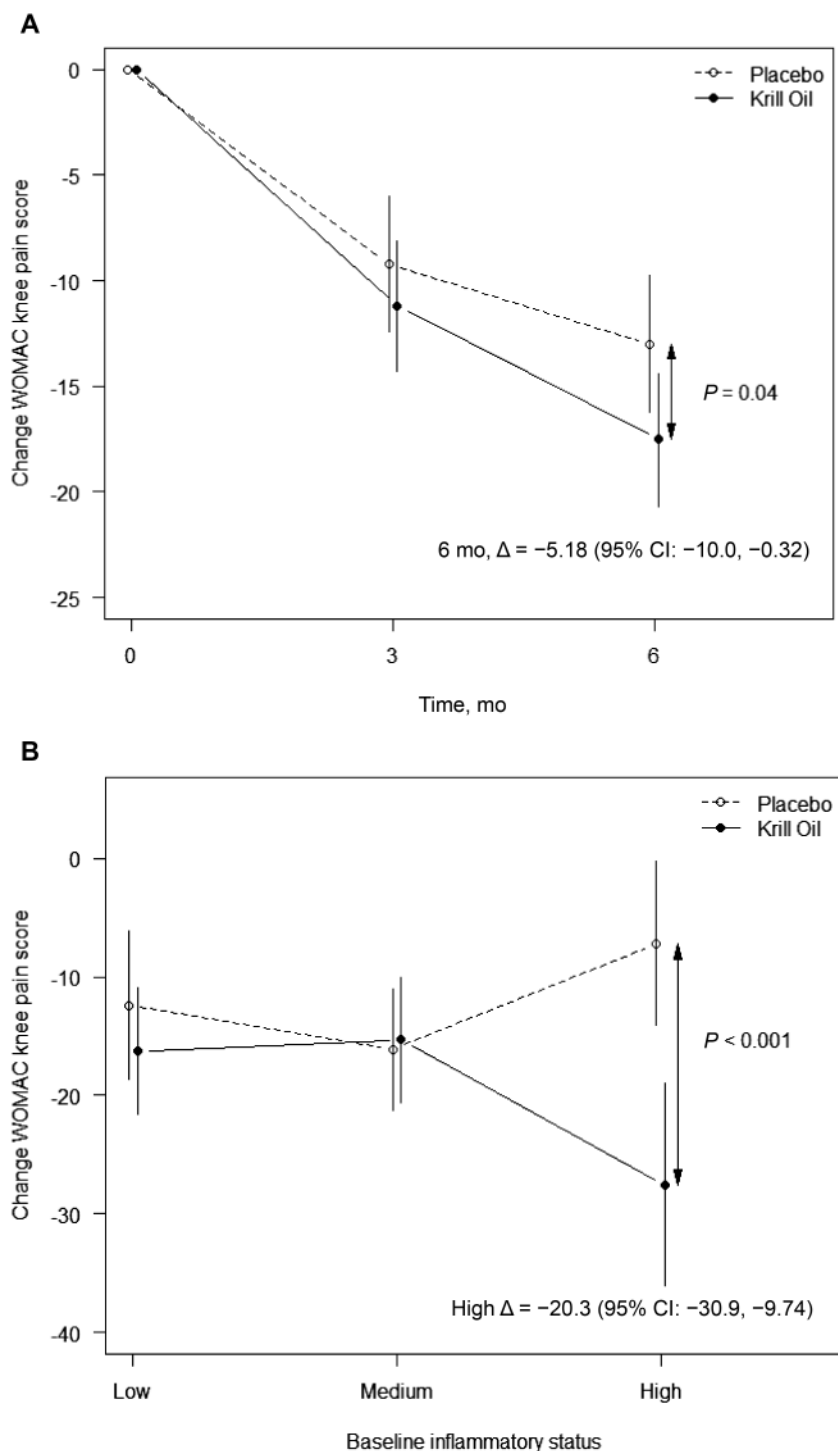 A
Placebo
Krill Oil
0
-5
-10
-15
-20
-25
Change WOMAC knee pain score
P = 0.04
6 mo, Δ = −5.18 (95% CI: −10.0, −0.32)
0
3
6
Time, mo
B
Placebo
Krill Oil
0
-10
-20
-30
-40
Change WOMAC knee pain score
P < 0.001
High Δ = −20.3 (95% CI: −30.9, −9.74)
Low
Medium
High
Baseline inflammatory status